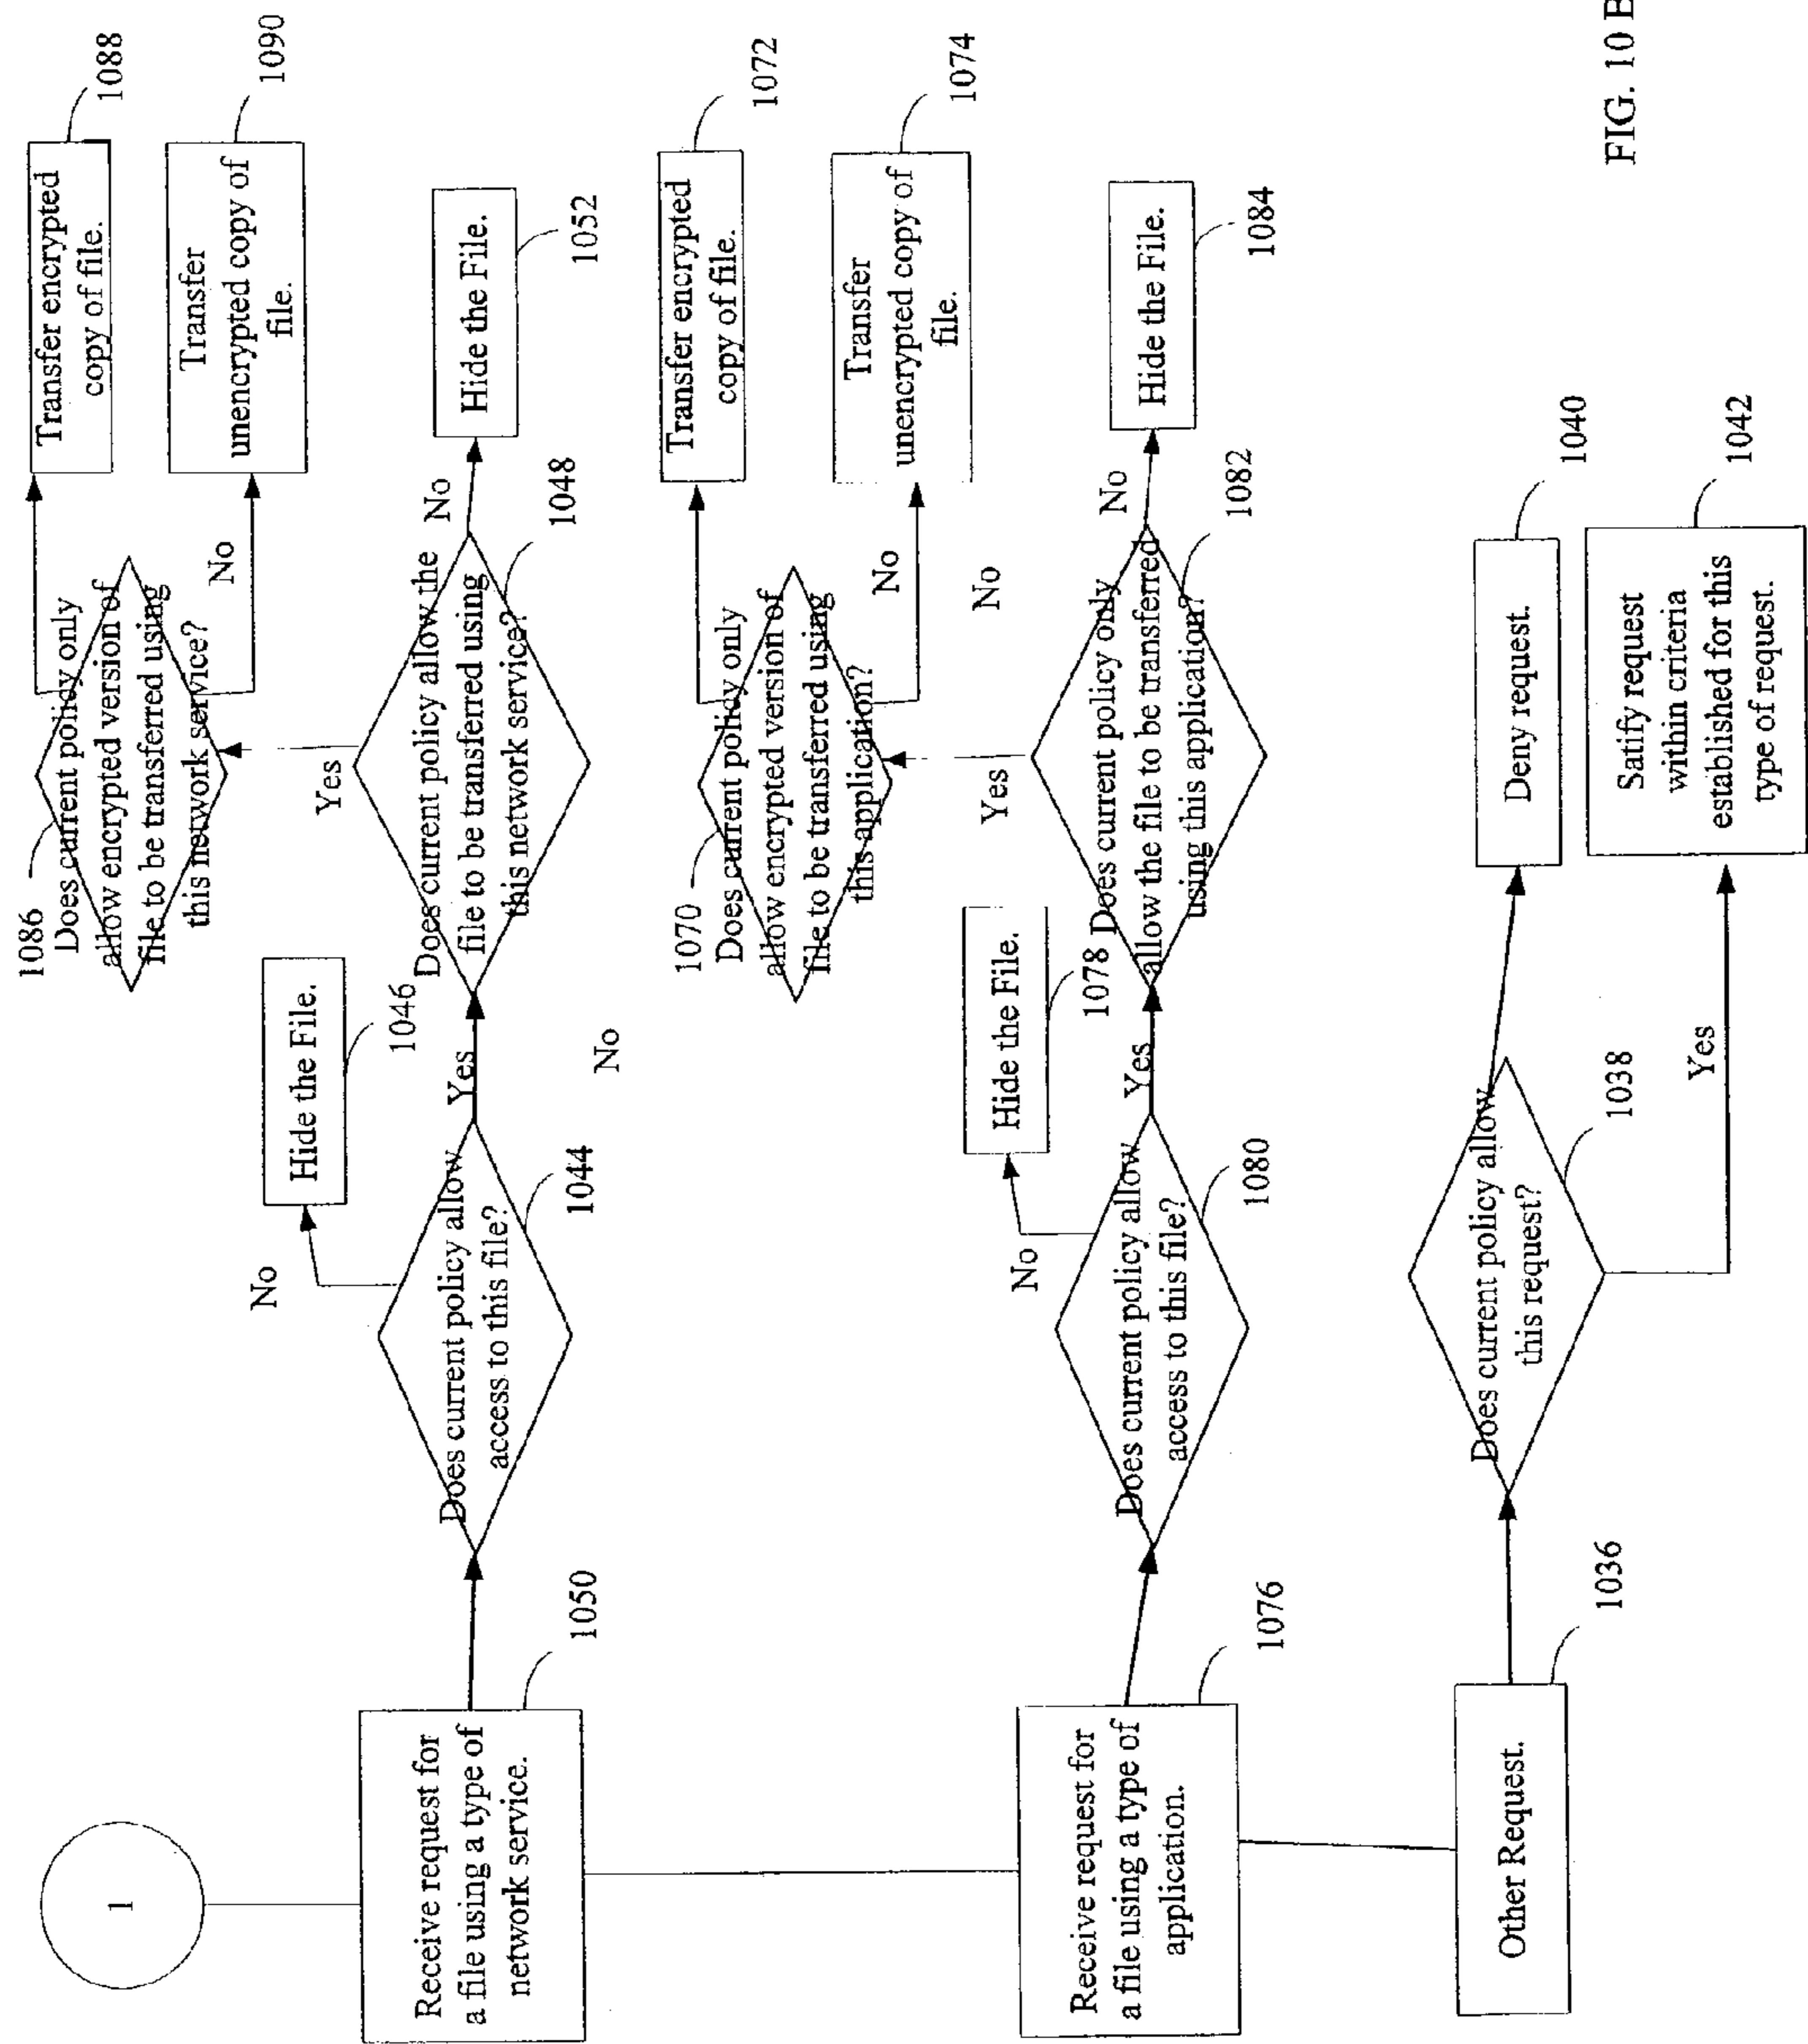 1
Receive request for
a file using a type of
network service.
1050
Does current policy allow
access to this file?
1044
No
Hide the File.
1046
Yes
Does current policy allow the
file to be transferred using
this network service?
1048
No
Hide the File.
1052
Yes
1086
Does current policy only
allow encrypted version of
file to be transferred using
this network service?
Transfer encrypted
copy of file.
1088
No
Transfer
unencrypted copy of
file.
1090
No
Receive request for
a file using a type of
application.
1076
Does current policy allow
access to this file?
1080
No
Hide the File.
1078
Yes
Does current policy only
allow the file to be transferred
using this application?
1082
No
Hide the File.
1084
Yes
No
1070
Does current policy only
allow encrypted version of
file to be transferred using
this application?
Transfer encrypted
copy of file.
1072
No
Transfer
unencrypted copy of
file.
1074
Other Request.
1036
Does current policy allow
this request?
1038
Deny request.
1040
Yes
Satify request
within criteria
established for this
type of request.
1042
FIG. 10 B